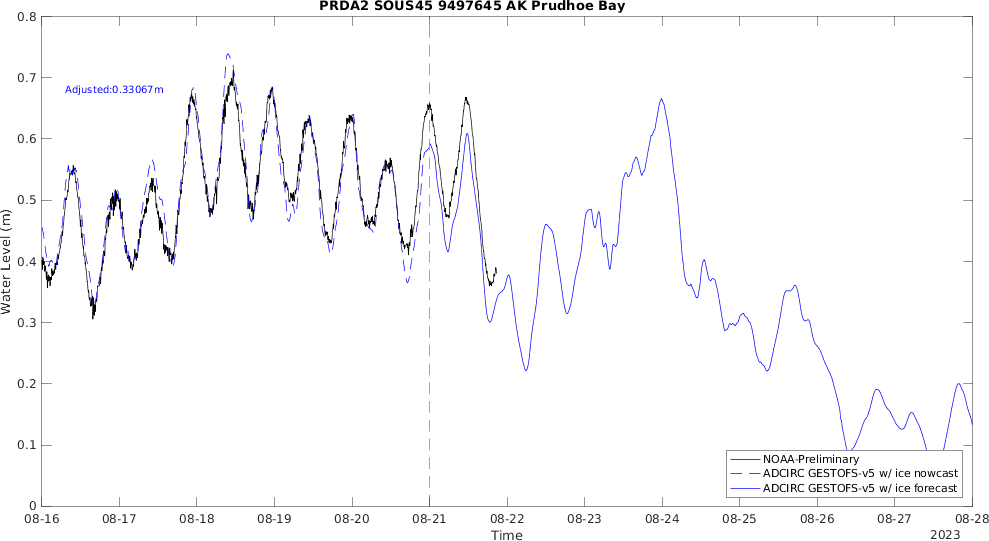 PRDA2 SOUS45 9497645 AK Prudhoe Bay
0.8
0.7
Adjusted:0.33067m
0.6
0.5
0.4
0.3
0.2
0.1
0
Water Level (m)
NOAA-Preliminary
ADCIRC GESTOFS-v5 w/ ice nowcast
ADCIRC GESTOFS-v5 w/ ice forecast
08-16 08-17 08-18 08-19 08-20 08-21 08-22 08-23 08-24 08-25 08-26 08-27 08-28
Time
2023